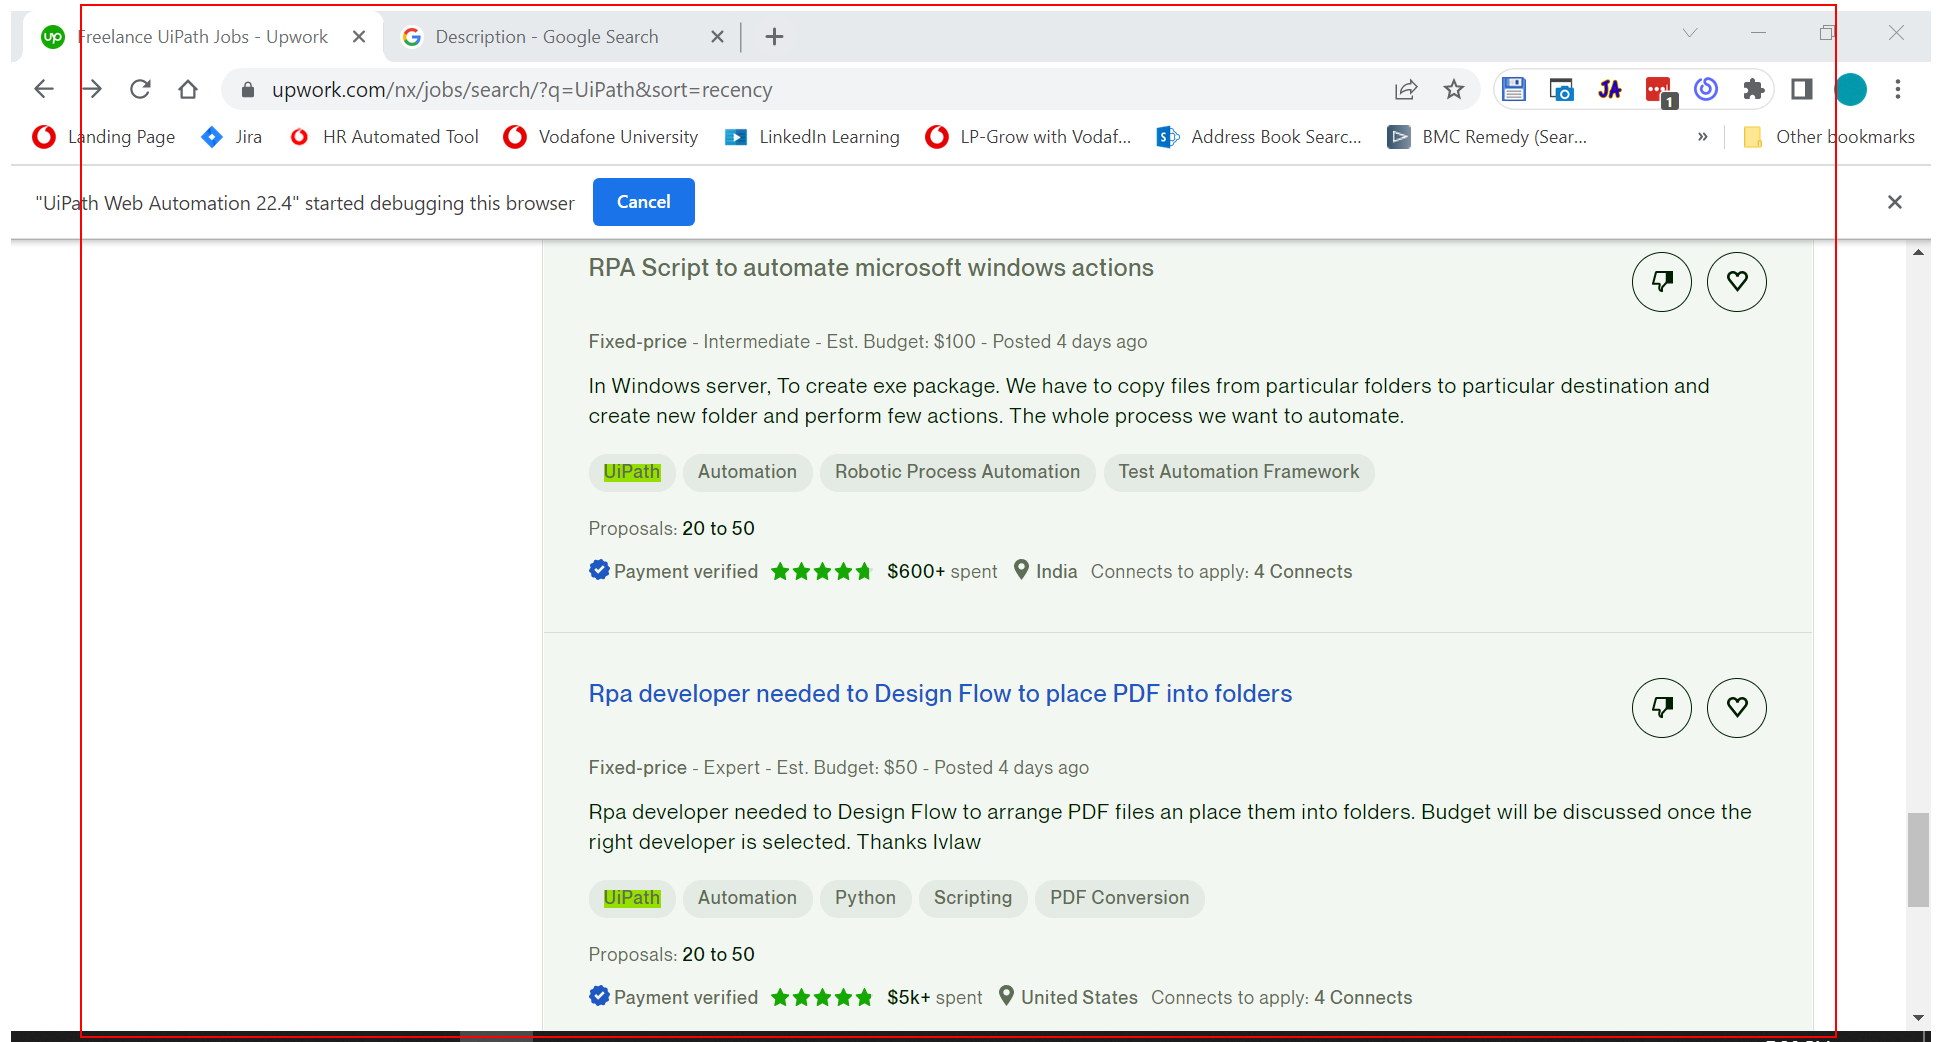 up Freelance UiPath Jobs - Upwork Description - Google Search
upwork.com/nx/jobs/search/?q=UiPath&sort=recency JA 1
Landing Page Jira HR Automated Tool Vodafone University LinkedIn Learning LP-Grow with Vodaf... Address Book Searc... BMC Remedy (Sear... » Other bookmarks
"UiPath Web Automation 22.4" started debugging this browser Cancel
RPA Script to automate microsoft windows actions
Fixed-price - Intermediate - Est. Budget: $100 - Posted 4 days ago
In Windows server, To create exe package. We have to copy files from particular folders to particular destination and
create new folder and perform few actions. The whole process we want to automate.
UiPath Automation Robotic Process Automation Test Automation Framework
Proposals: 20 to 50
Payment verified $600+ spent India Connects to apply: 4 Connects
Rpa developer needed to Design Flow to place PDF into folders
Fixed-price - Expert - Est. Budget: $50 - Posted 4 days ago
Rpa developer needed to Design Flow to arrange PDF files an place them into folders. Budget will be discussed once the
right developer is selected. Thanks
UiPath Automation Python Scripting PDF Conversion
Proposals: 20 to 50
Payment verified $5k+ spent United States Connects to apply: 4 Connects